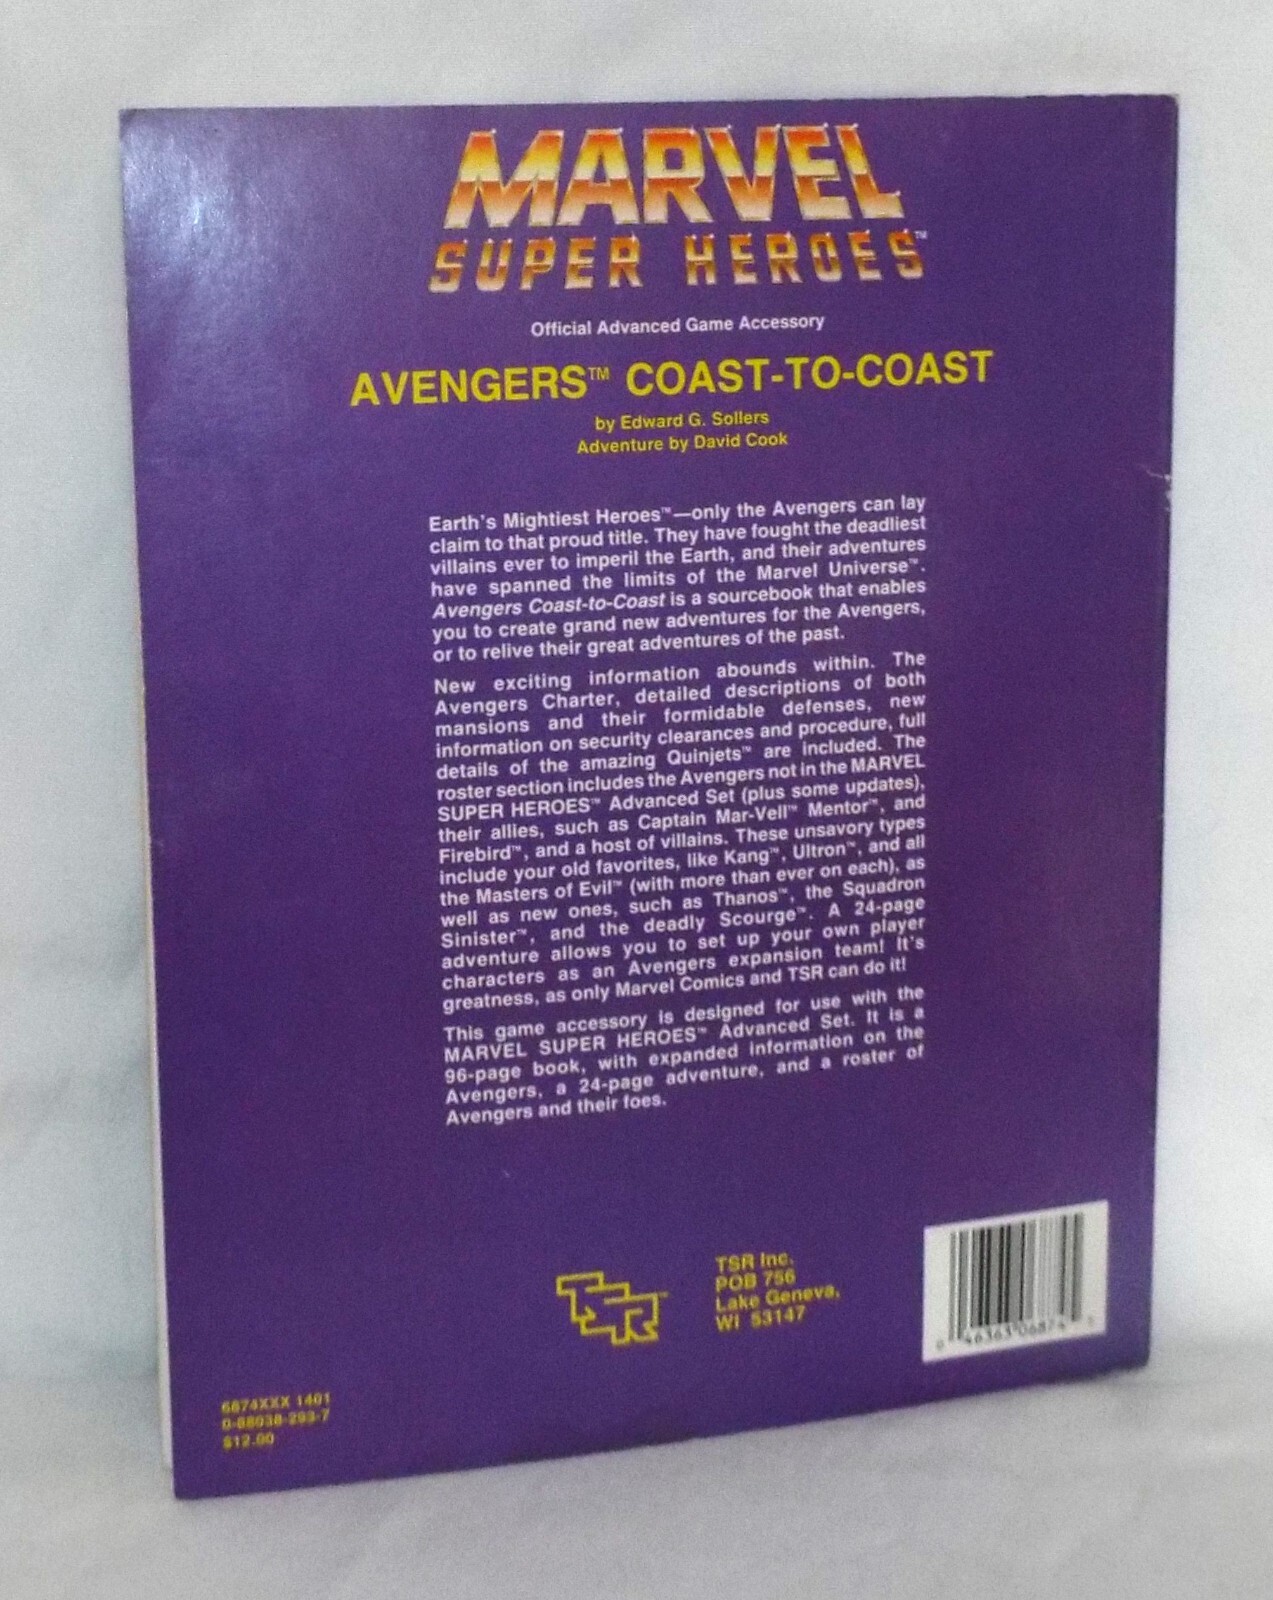 MARVEL
SUPER HEROES™
Official Advanced Game Accessory
AVENGERS™ COAST-TO-COAST
by Edward G. Sollers
Adventure by David Cook
Earth's Mightiest Heroes™—only the Avengers can lay
claim to that proud title. They have fought the deadliest
villains ever to imperil the Earth, and their adventures
have spanned the limits of the Marvel Universe™.
Avengers Coast-to-Coast is a sourcebook that enables
you to create grand new adventures for the Avengers,
or to relive their great adventures of the past.
New exciting information abounds within. The
Avengers Charter, detailed descriptions of both
mansions and their formidable defenses, new
information on security clearances and procedure, full
details of the amazing Quinjets™ are included. The
roster section includes the Avengers not in the MARVEL
SUPER HEROES™ Advanced Set (plus some updates),
their allies, such as Captain Mar-Vell™ Mentor™, and
Firebird™, and a host of villains. These unsavory types
include your old favorites, like Kang™, Ultron™, and all
the Masters of Evil™ (with more than ever on each), as
well as new ones, such as Thanos™, the Squadron
Sinister™, and the deadly Scourge™. A 24-page
adventure allows you to set up your own player
characters as an Avengers expansion team! It's
greatness, as only Marvel Comics and TSR can do it!
This game accessory is designed for use with the
MARVEL SUPER HEROES™ Advanced Set. It is a
96-page book, with expanded information on the
Avengers, a 24-page adventure, and a roster of
Avengers and their foes.
TSR™
TSR Inc.
POB 756
Lake Geneva,
WI 53147
0 46363 06874 5
6874XXX 1401
0-88038-293-7
$12.00